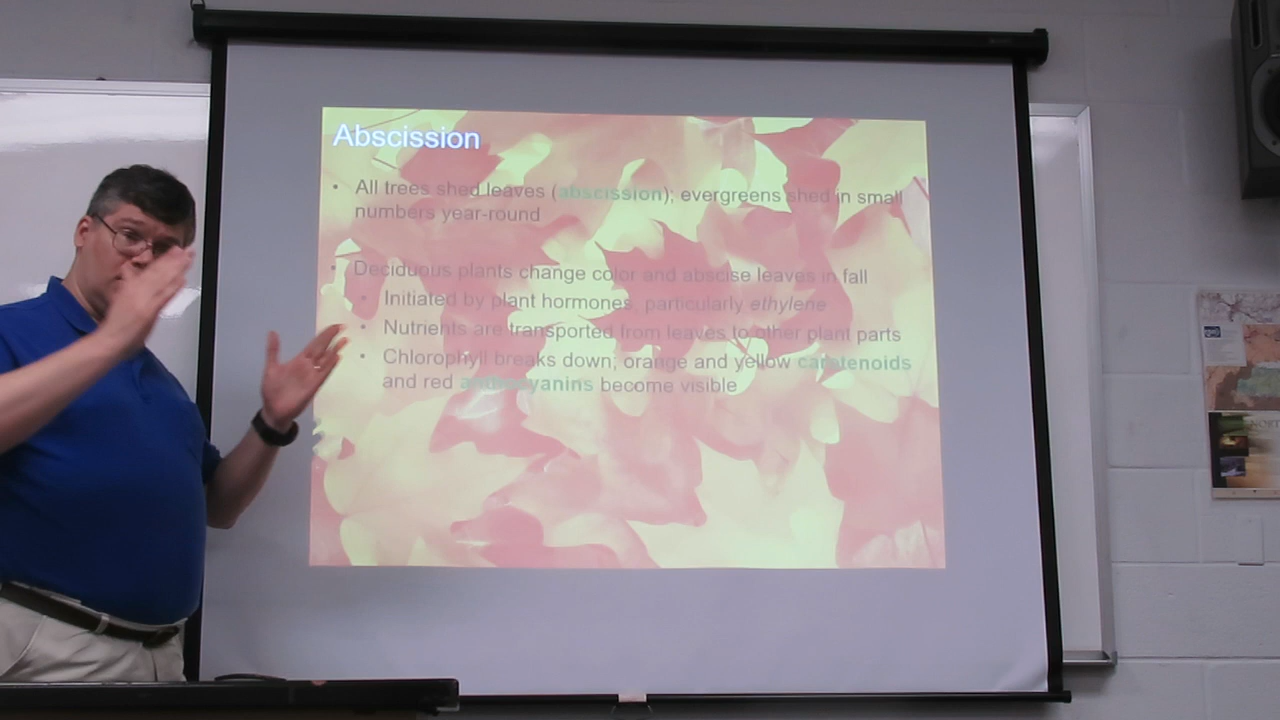 Abscission
• All trees shed leaves (abscission); evergreens shed in small
numbers year-round
• Deciduous plants change color and abscise leaves in fall
• Initiated by plant hormones, particularly ethylene
• Nutrients are transported from leaves to other plant parts
• Chlorophyll breaks down; orange and yellow carotenoids
and red anthocyanins become visible